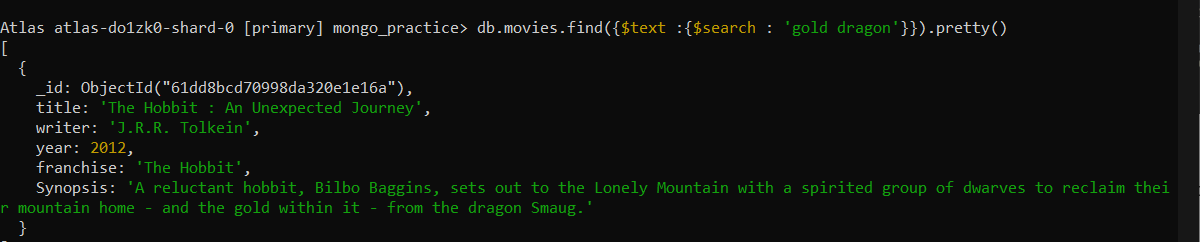 Atlas atlas-do1zk0-shard-0 [primary] mongo_practice> db.movies.find({$text :{$search : 'gold dragon'}}).pretty()
[
  {
    _id: ObjectId("61dd8bcd70998da320e1e16a"),
    title: 'The Hobbit : An Unexpected Journey',
    writer: 'J.R.R. Tolkein',
    year: 2012,
    franchise: 'The Hobbit',
    Synopsis: 'A reluctant hobbit, Bilbo Baggins, sets out to the Lonely Mountain with a spirited group of dwarves to reclaim thei
r mountain home - and the gold within it - from the dragon Smaug.'
  }